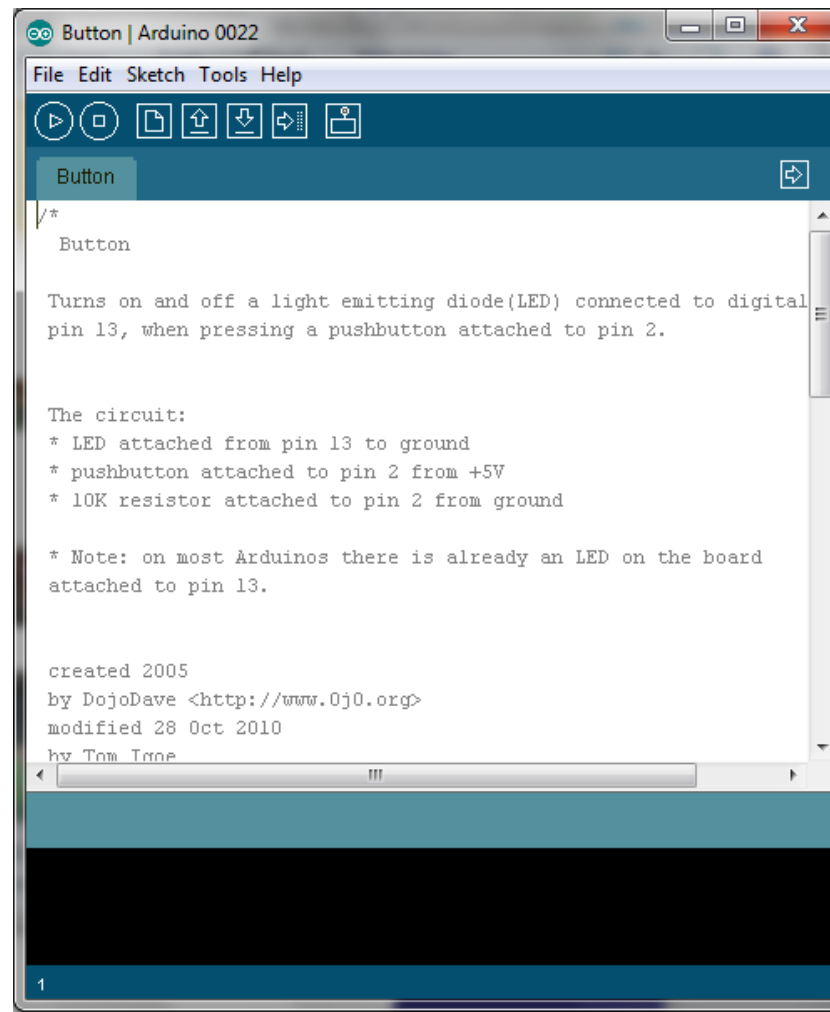 Button | Arduino 0022
File Edit Sketch Tools Help
Button
/*
Button
Turns on and off a light emitting diode(LED) connected to digital
pin 13, when pressing a pushbutton attached to pin 2.
The circuit:
* LED attached from pin 13 to ground
* pushbutton attached to pin 2 from +5V
* 10K resistor attached to pin 2 from ground
* Note: on most Arduinos there is already an LED on the board
attached to pin 13.
created 2005
by DojoDave <http://www.0j0.org>
modified 28 Oct 2010
by Tom Igoe
1